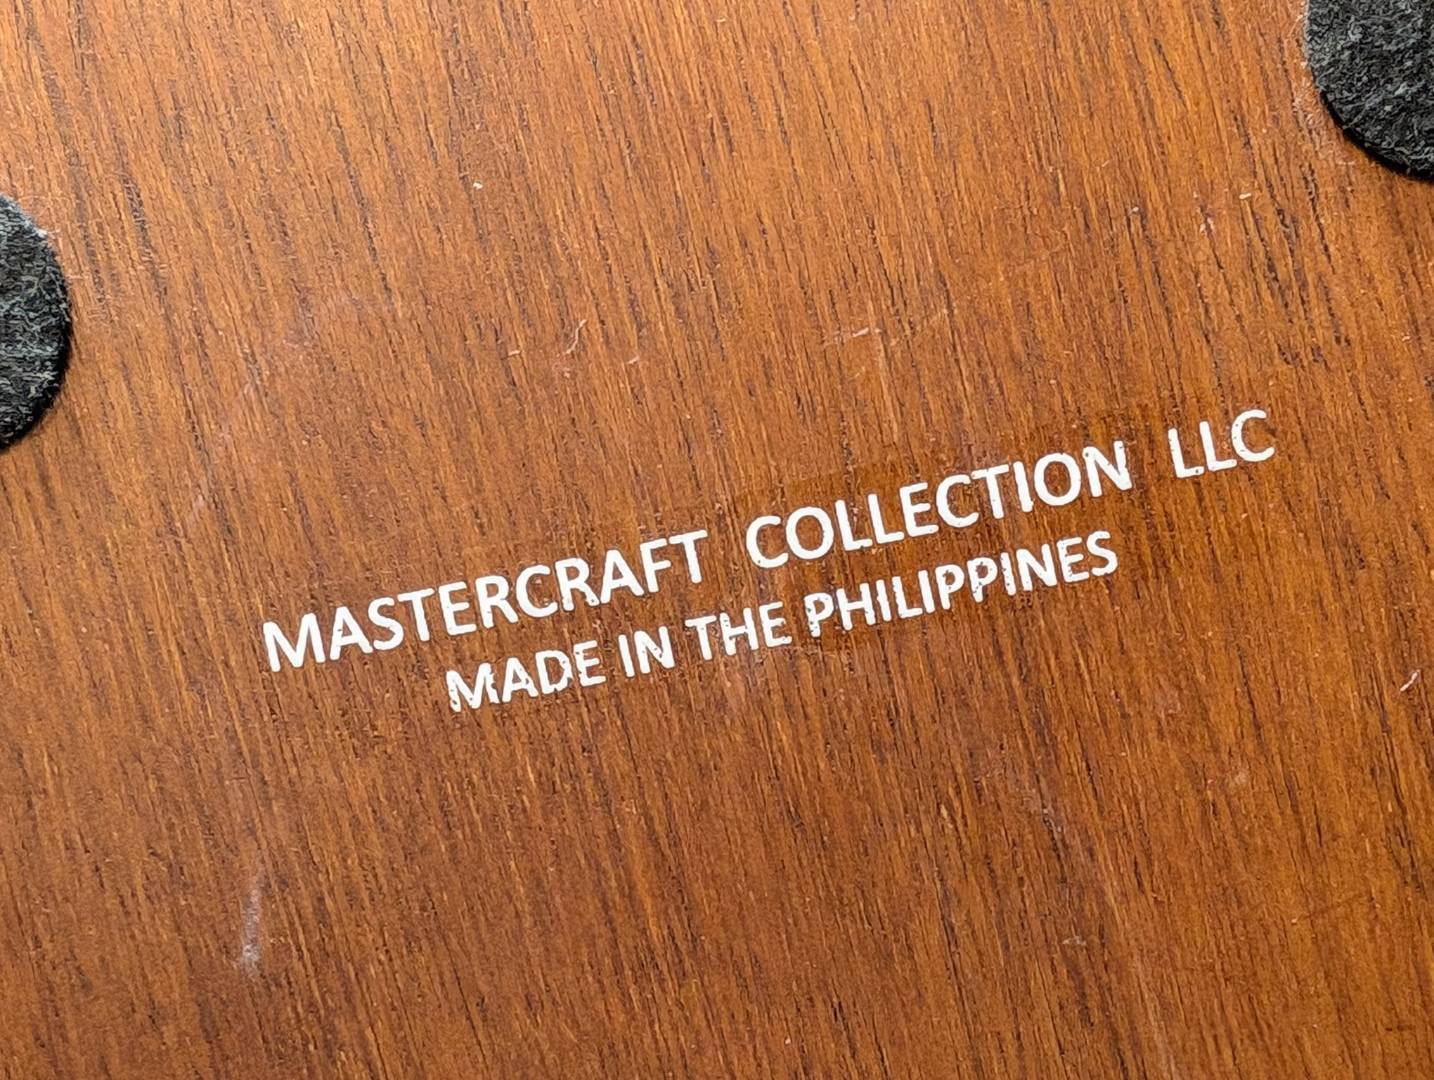 MASTERCRAFT COLLECTION LLC
MADE IN THE PHILIPPINES